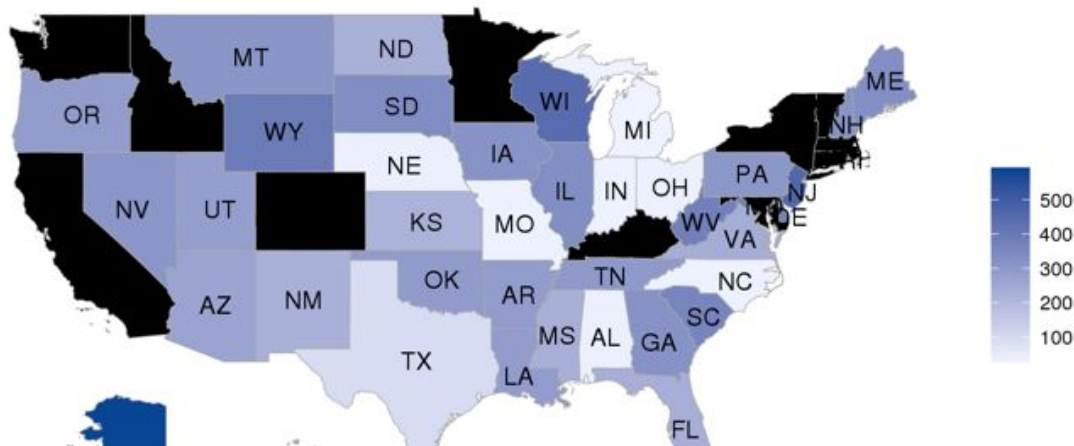 MT
ND
ME
WI
SD
NH
OR
WY
MI
IA
NE
PA
OH
IL
IN
NJ
NV
UT
DE
WV
KS
MO
VA
OK
TN
NC
AZ
NM
AR
SC
MS
AL
GA
TX
LA
FL
500
400
300
200
100